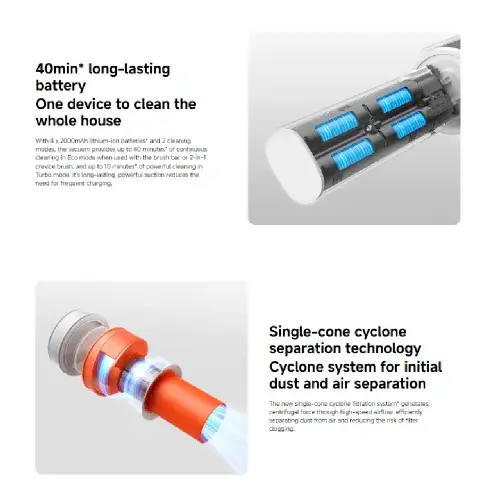 40min* long-lasting
battery
One device to clean the
whole house
With 4 x 2000mAh lithium-ion batteries* and 2 cleaning
modes, the vacuum provides up to 40 minutes* of continuous
cleaning in Eco mode when used with the brush bar or 2-in-1
crevice brush, and up to 10 minutes* of powerful cleaning in
Turbo mode. It's long-lasting, powerful suction reduces the
need for frequent charging.
Single-cone cyclone
separation technology
Cyclone system for initial
dust and air separation
The new single-cone cyclone filtration system* generates
centrifugal force through high-speed airflow, efficiently
separating dust from air and reducing the risk of filter
clogging.